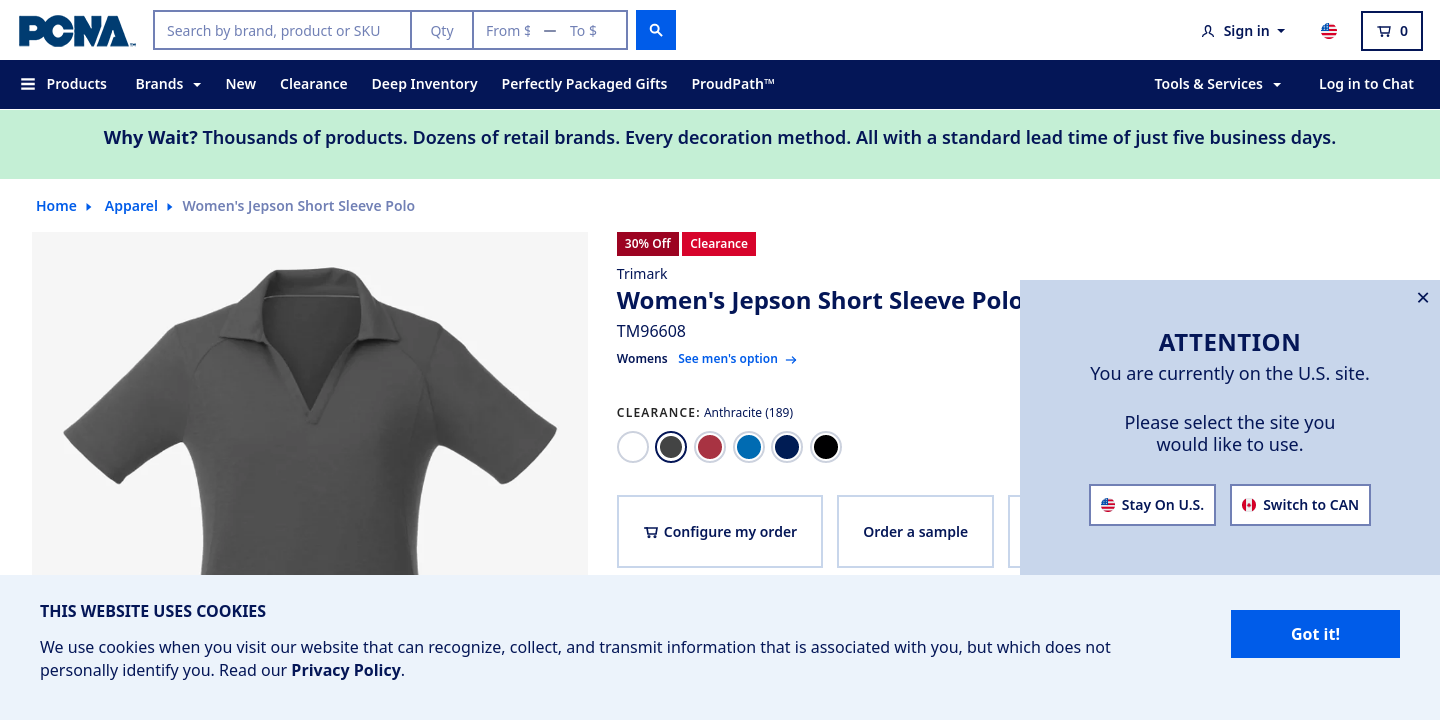 PCNA
Search by brand, product or SKU
Qty
From $ — To $
Sign in
0
Products
Brands
New
Clearance
Deep Inventory
Perfectly Packaged Gifts
ProudPath™
Tools & Services
Log in to Chat
Why Wait? Thousands of products. Dozens of retail brands. Every decoration method. All with a standard lead time of just five business days.
Home
Apparel
Women's Jepson Short Sleeve Polo
30% Off
Clearance
Trimark
Women's Jepson Short Sleeve Polo
TM96608
Womens
See men's option
CLEARANCE: Anthracite (189)
Configure my order
Order a sample
ATTENTION
You are currently on the U.S. site.
Please select the site you
would like to use.
Stay On U.S.
Switch to CAN
THIS WEBSITE USES COOKIES
We use cookies when you visit our website that can recognize, collect, and transmit information that is associated with you, but which does not
personally identify you. Read our Privacy Policy.
Got it!